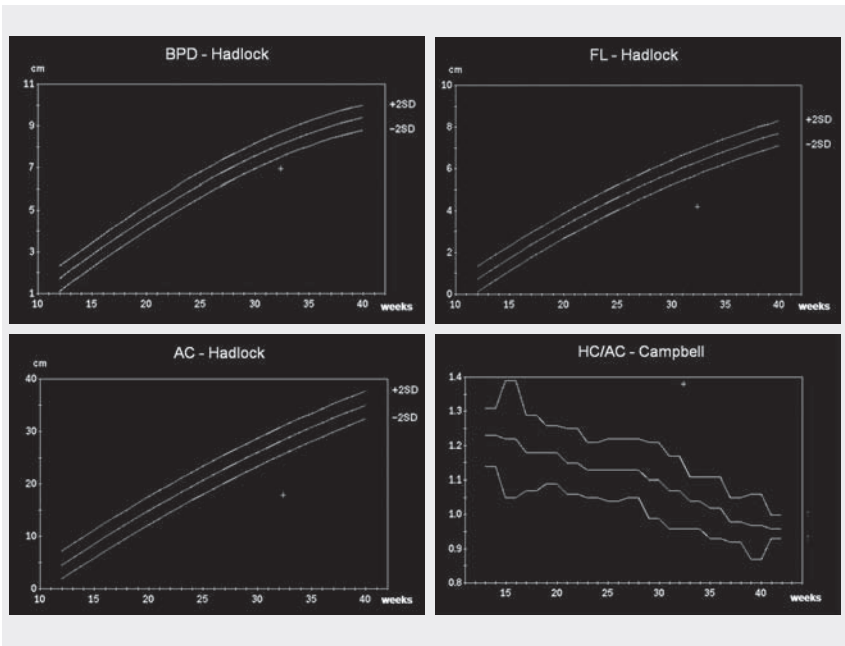 BPD - Hadlock
cm
11
9
7
5
3
1
+2SD
-2SD
10 15 20 25 30 35 40 weeks
FL - Hadlock
cm
10
8
6
4
2
0
+2SD
-2SD
10 15 20 25 30 35 40 weeks
AC - Hadlock
cm
40
30
20
10
0
+2SD
-2SD
10 15 20 25 30 35 40 weeks
HC/AC - Campbell
1.4
1.3
1.2
1.1
1.0
0.9
0.8
15 20 25 30 35 40 weeks